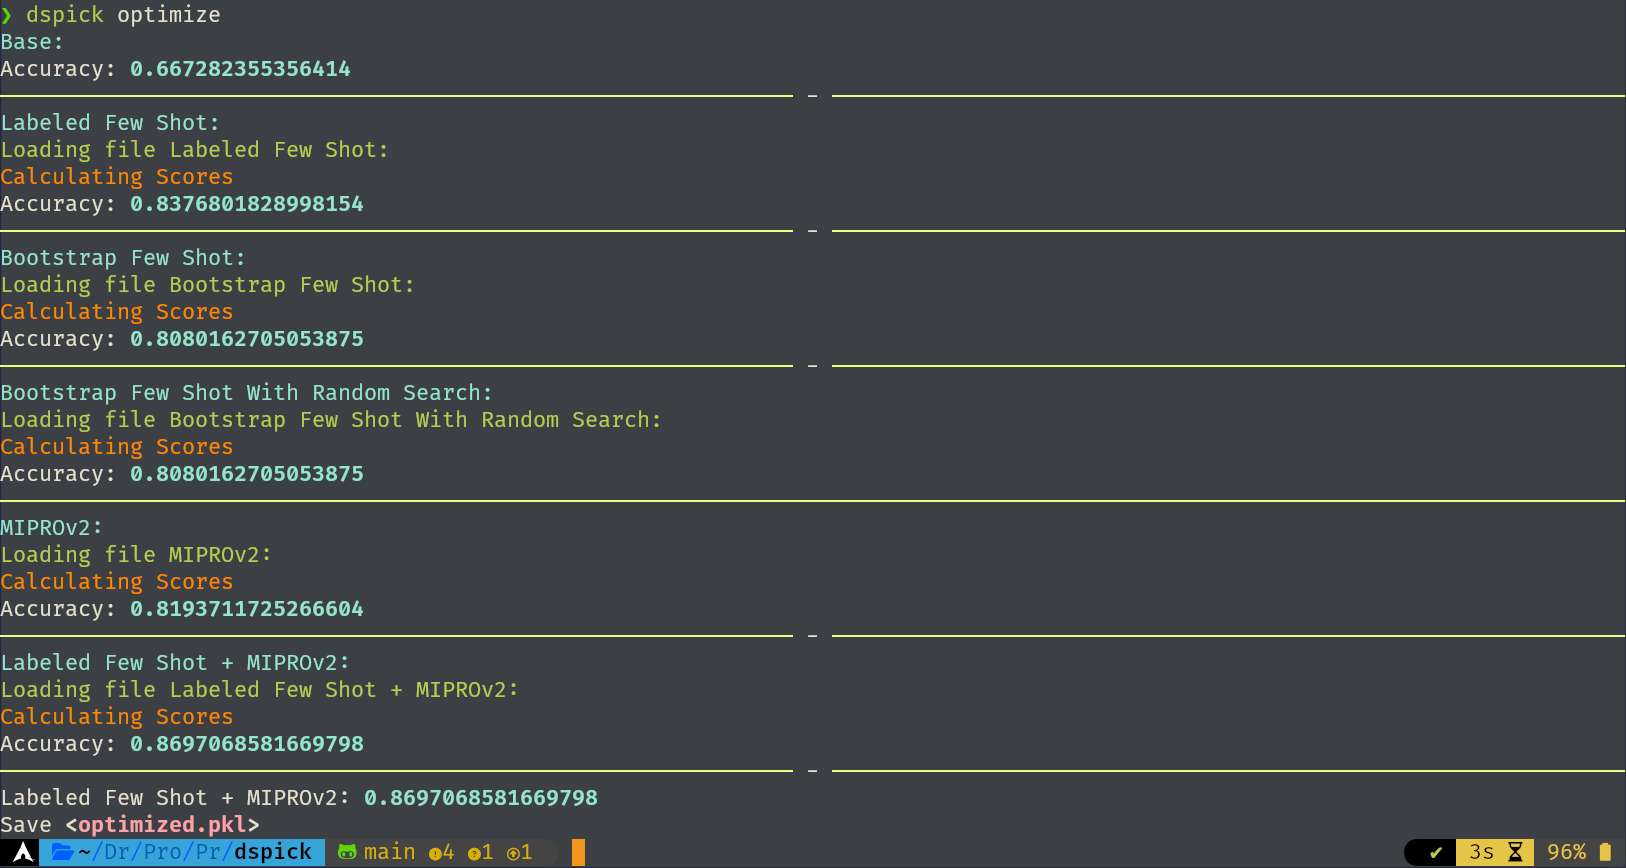 ❯ dspick optimize
Base:
Accuracy: 0.667282355356414
-
Labeled Few Shot:
Loading file Labeled Few Shot:
Calculating Scores
Accuracy: 0.8376801828998154
-
Bootstrap Few Shot:
Loading file Bootstrap Few Shot:
Calculating Scores
Accuracy: 0.8080162705053875
-
Bootstrap Few Shot With Random Search:
Loading file Bootstrap Few Shot With Random Search:
Calculating Scores
Accuracy: 0.8080162705053875
MIPROv2:
Loading file MIPROv2:
Calculating Scores
Accuracy: 0.8193711725266604
-
Labeled Few Shot + MIPROv2:
Loading file Labeled Few Shot + MIPROv2:
Calculating Scores
Accuracy: 0.8697068581669798
-
Labeled Few Shot + MIPROv2: 0.8697068581669798
Save <optimized.pkl>
~/Dr/Pro/Pr/dspick main 4 1 1 ✔ 3s 96%